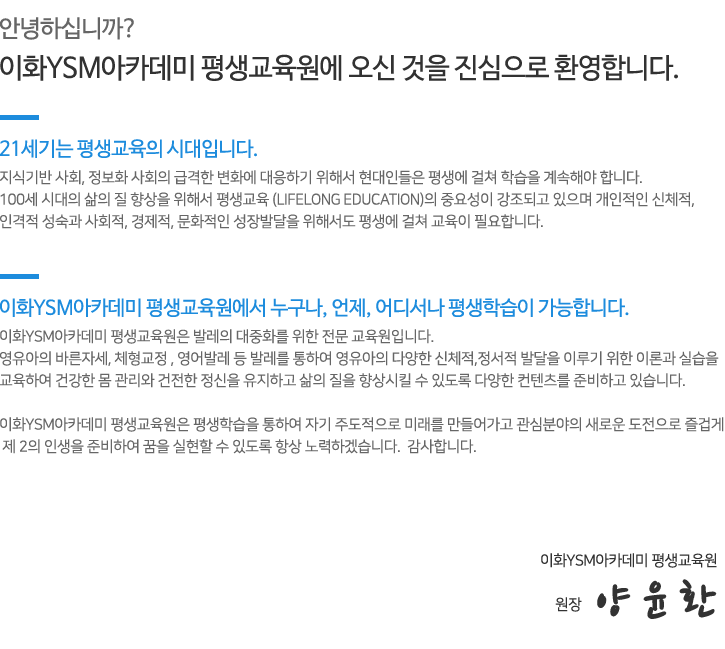 안녕하십니까?
이화YSM아카데미 평생교육원에 오신 것을 진심으로 환영합니다.
21세기는 평생교육의 시대입니다.
지식기반 사회, 정보화 사회의 급격한 변화에 대응하기 위해서 현대인들은 평생에 걸쳐 학습을 계속해야 합니다.
100세 시대의 삶의 질 향상을 위해서 평생교육 (LIFELONG EDUCATION)의 중요성이 강조되고 있으며 개인적인 신체적,
인격적 성숙과 사회적, 경제적, 문화적인 성장발달을 위해서도 평생에 걸쳐 교육이 필요합니다.
이화YSM아카데미 평생교육원에서 누구나, 언제, 어디서나 평생학습이 가능합니다.
이화YSM아카데미 평생교육원은 발레의 대중화를 위한 전문 교육원입니다.
영유아의 바른자세, 체형교정 , 영어발레 등 발레를 통하여 영유아의 다양한 신체적,정서적 발달을 이루기 위한 이론과 실습을
교육하여 건강한 몸 관리와 건전한 정신을 유지하고 삶의 질을 향상시킬 수 있도록 다양한 컨텐츠를 준비하고 있습니다.
이화YSM아카데미 평생교육원은 평생학습을 통하여 자기 주도적으로 미래를 만들어가고 관심분야의 새로운 도전으로 즐겁게
제 2의 인생을 준비하여 꿈을 실현할 수 있도록 항상 노력하겠습니다. 감사합니다.
이화YSM아카데미 평생교육원
원장 양윤환